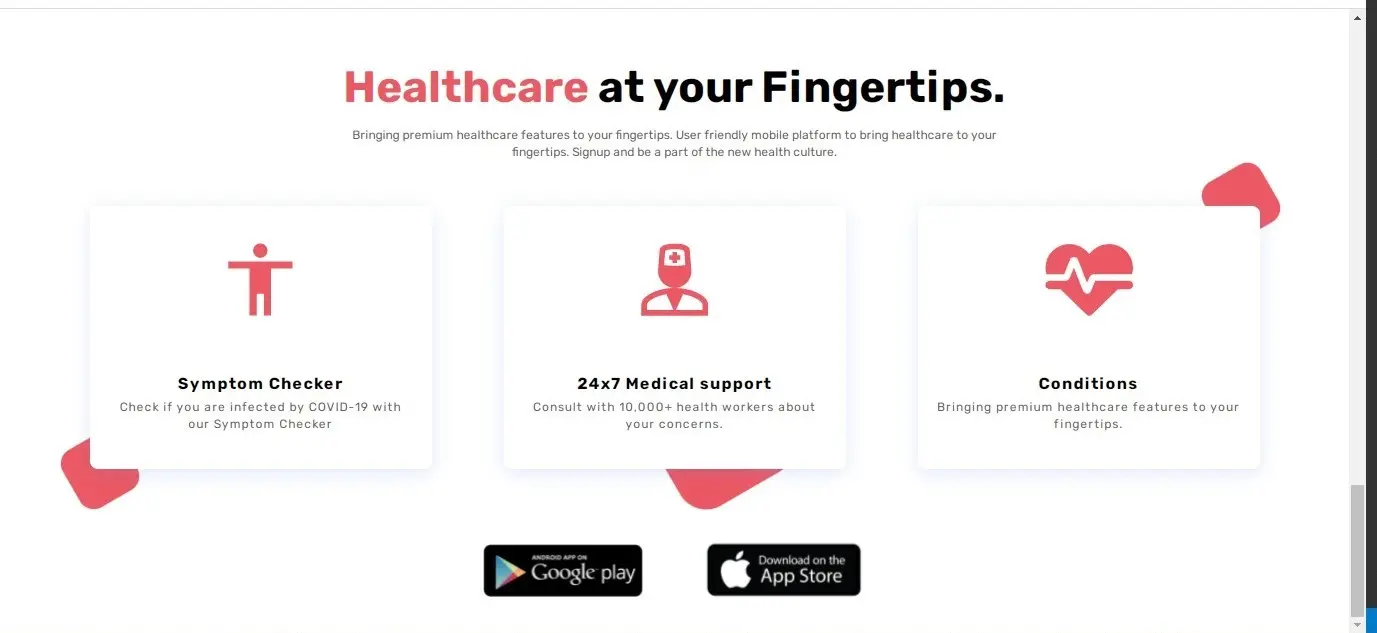 Healthcare at your Fingertips.
Bringing premium healthcare features to your fingertips. User friendly mobile platform to bring healthcare to your
fingertips. Signup and be a part of the new health culture.
Symptom Checker
Check if you are infected by COVID-19 with
our Symptom Checker
24x7 Medical support
Consult with 10,000+ health workers about
your concerns.
Conditions
Bringing premium healthcare features to your
fingertips.
ANDROID APP ON
Google play
Download on the
App Store